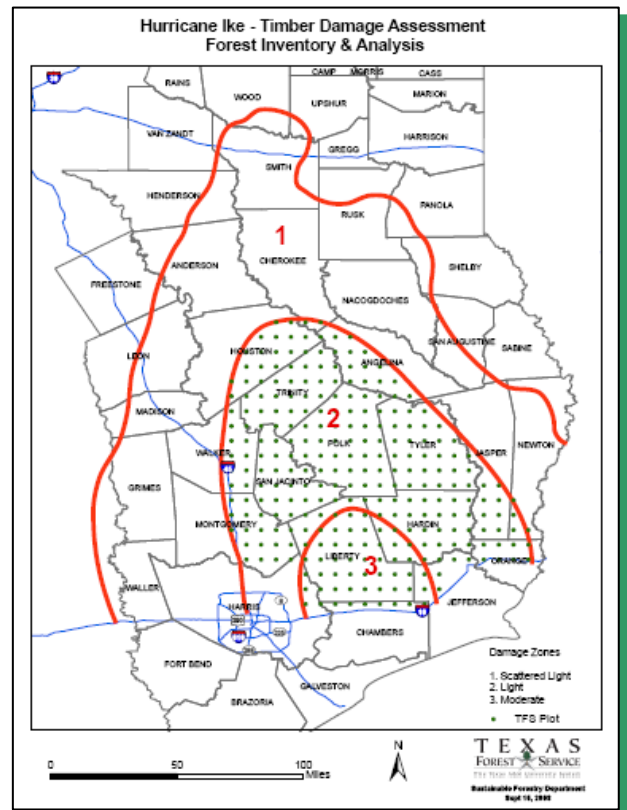 Hurricane Ike - Timber Damage Assessment
Forest Inventory & Analysis
CAMP MORRIS CASS
RAINS
WOOD
UPSHUR
MARION
VAN ZANDT
HARRISON
GREGG
SMITH
HENDERSON
RUSK
PANOLA
1
CHEROKEE
ANDERSON
SHELBY
FREESTONE
NACOGDOCHES
SAN AUGUSTINE
SABINE
LEON
HOUSTON
ANGELINA
TRINITY
MADISON
2
POLK
TYLER
JASPER
NEWTON
WALKER
SAN JACINTO
GRIMES
MONTGOMERY
HARDIN
LIBERTY
ORANGE
3
WALLER
HARRIS
JEFFERSON
CHAMBERS
FORT BEND
GALVESTON
BRAZORIA
Damage Zones
1. Scattered Light
2. Light
3. Moderate
TFS Plot
N
0 50 100
Miles
TEXAS
FOREST SERVICE
The Texas A&M University System
Sustainable Forestry Department